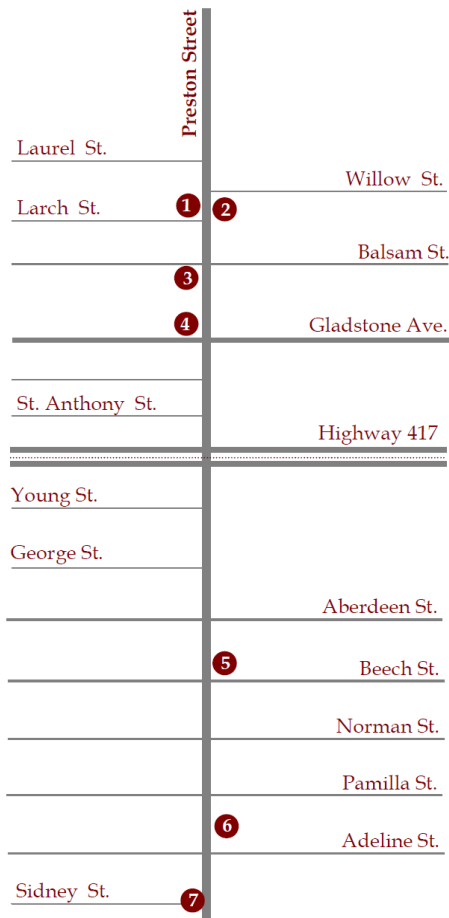 Preston Street
Laurel St.
Willow St.
Larch St.
1
2
Balsam St.
3
4
Gladstone Ave.
St. Anthony St.
Highway 417
Young St.
George St.
Aberdeen St.
5
Beech St.
Norman St.
Pamilla St.
6
Adeline St.
Sidney St.
7